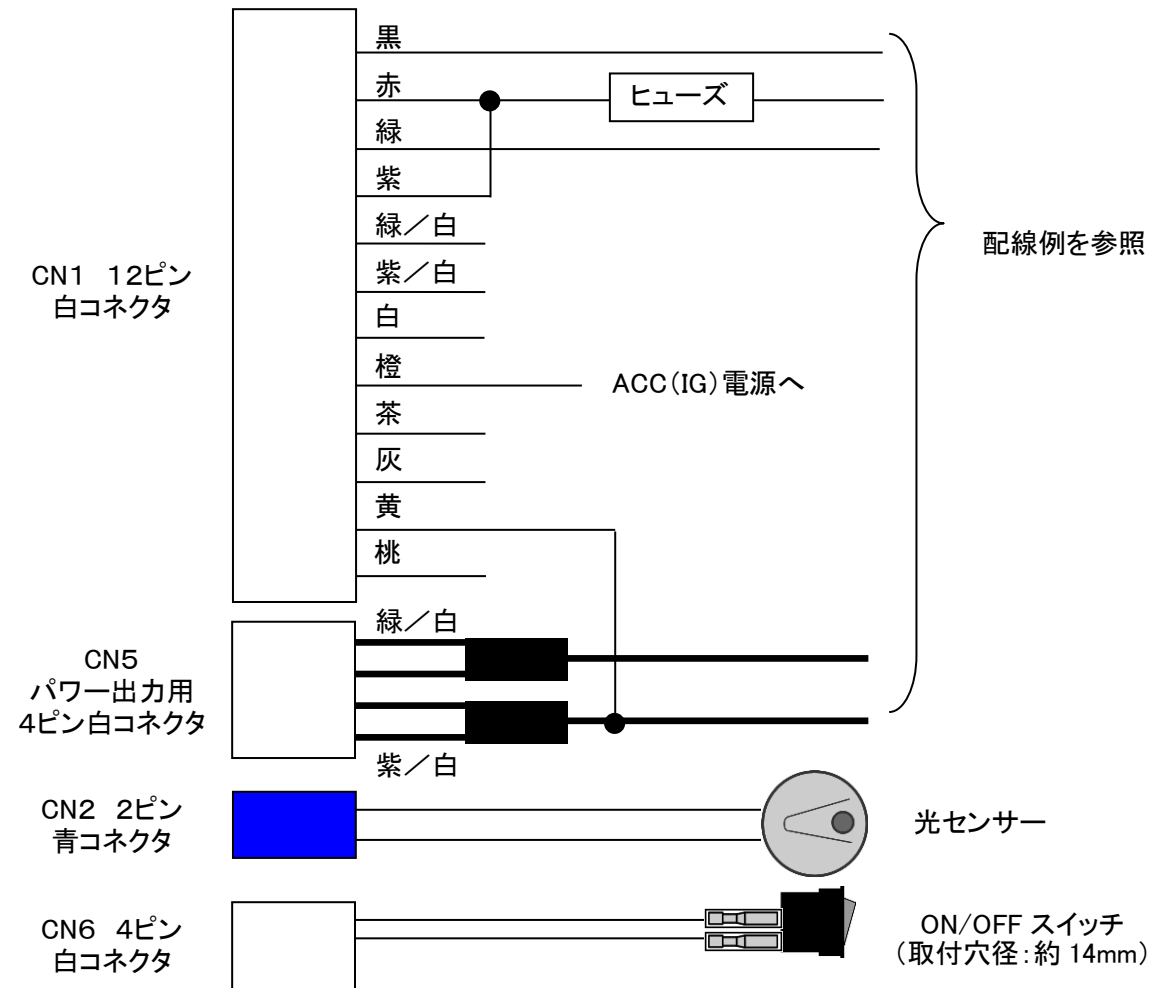 黒
赤
ヒューズ
緑
紫
緑／白
紫／白
白
橙
ACC（IG）電源へ
茶
灰
黄
桃
CN1　12ピン
白コネクタ
配線例を参照
緑／白
CN5
パワー出力用
4ピン白コネクタ
紫／白
CN2　2ピン
青コネクタ
光センサー
CN6　4ピン
白コネクタ
ON/OFF スイッチ
（取付穴径：約 14mm）